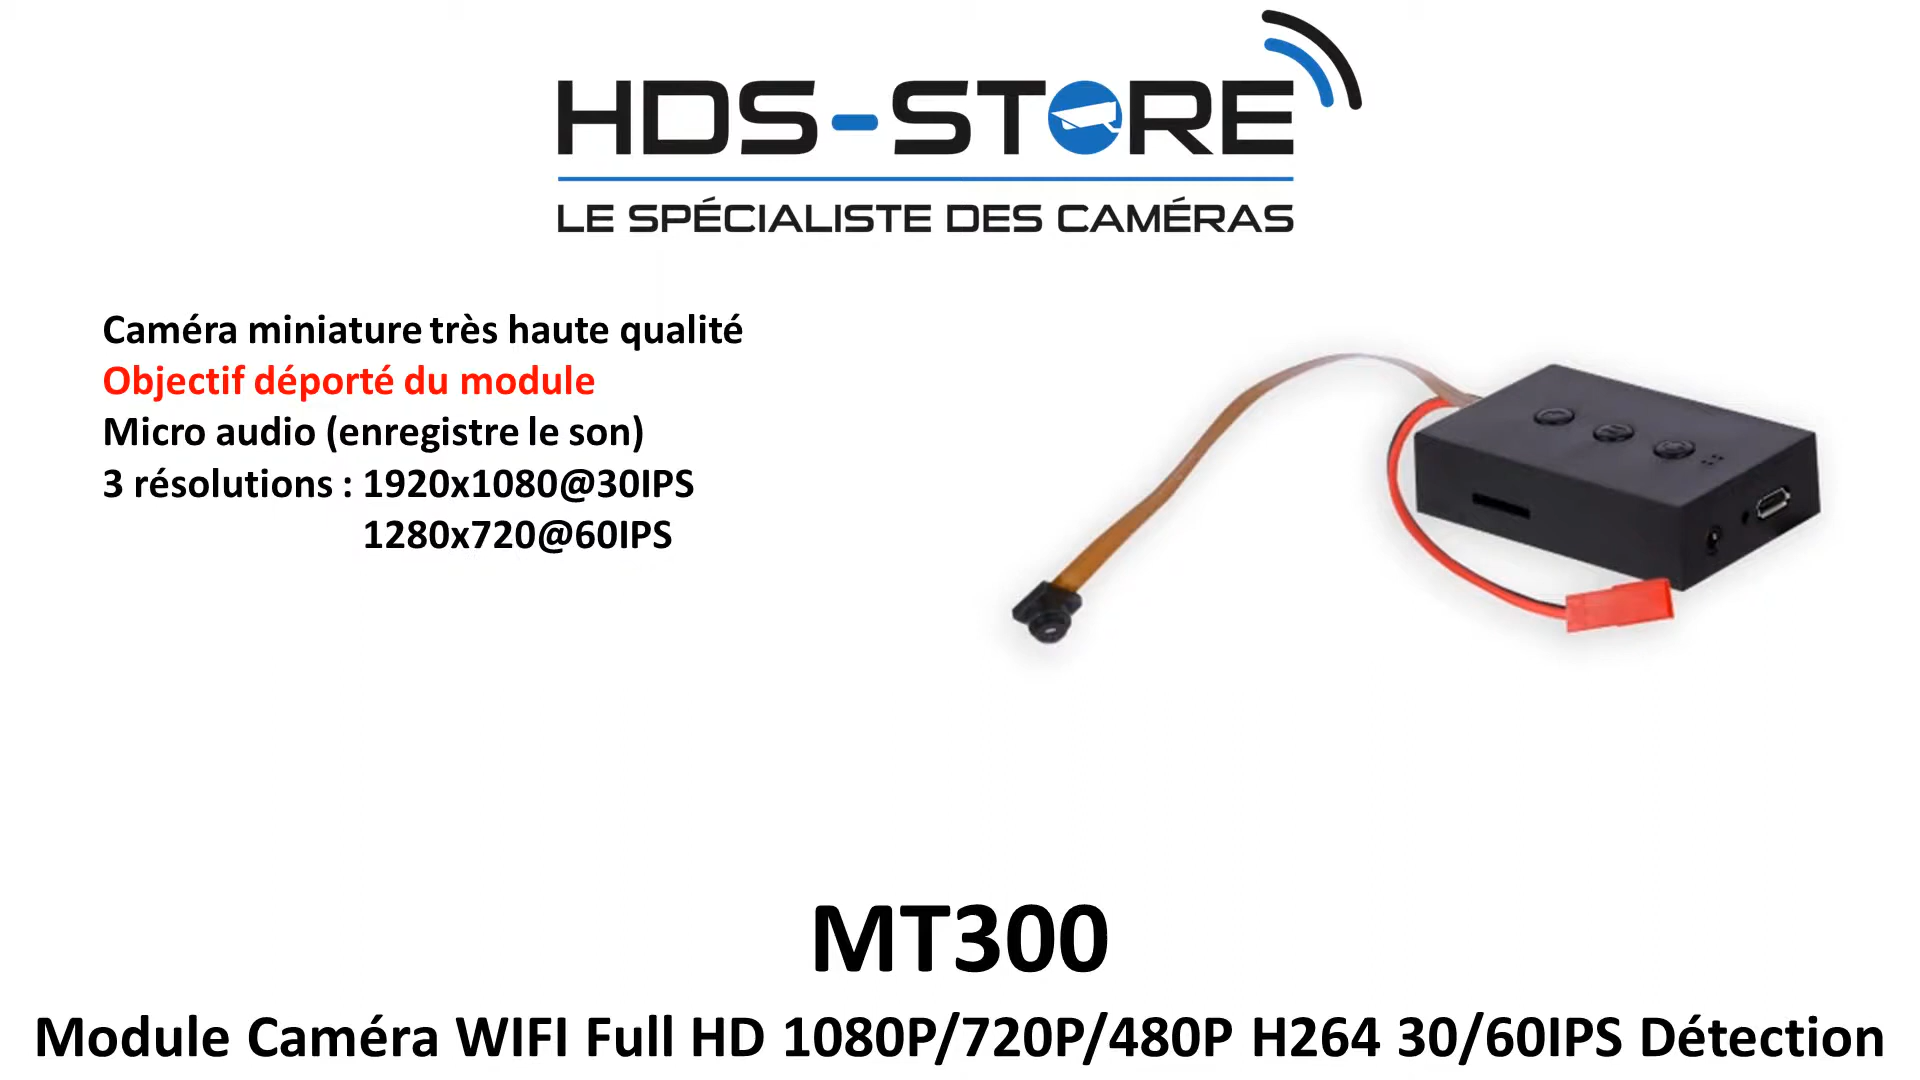 HDS-STORE
LE SPÉCIALISTE DES CAMÉRAS
Caméra miniature très haute qualité
Objectif déporté du module
Micro audio (enregistre le son)
3 résolutions : 1920x1080@30IPS
1280x720@60IPS
MT300
Module Caméra WIFI Full HD 1080P/720P/480P H264 30/60IPS Détection